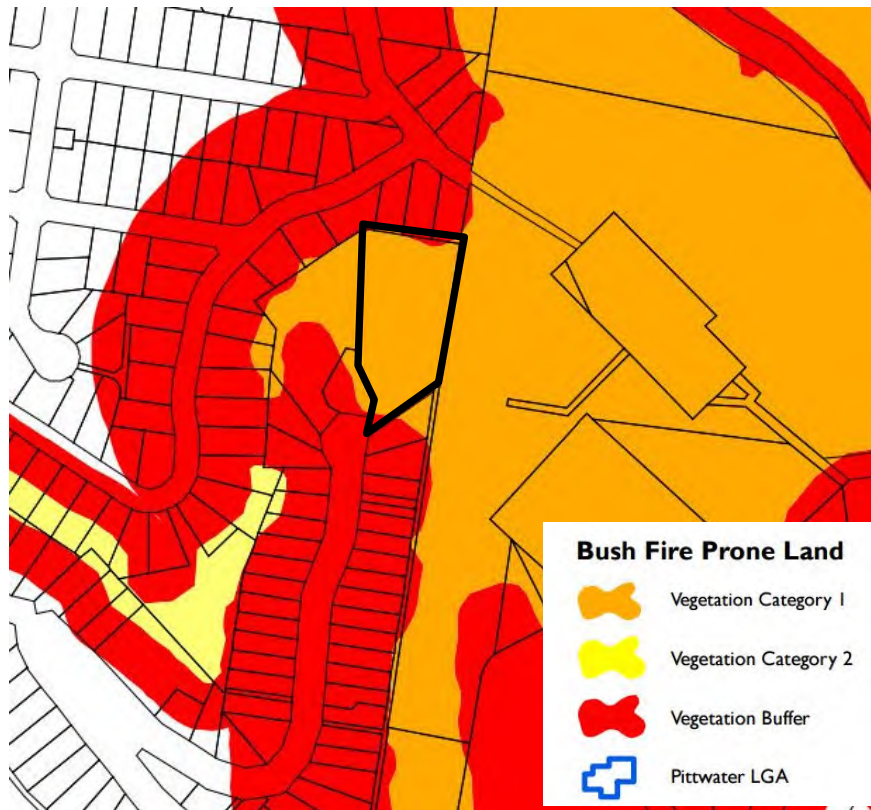 Bush Fire Prone Land
Vegetation Category 1
Vegetation Category 2
Vegetation Buffer
Pittwater LGA